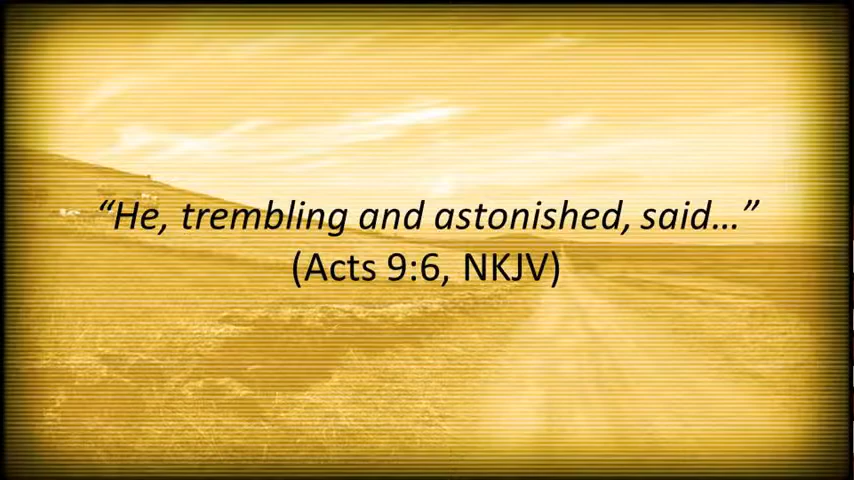 “He, trembling and astonished, said…”
(Acts 9:6, NKJV)